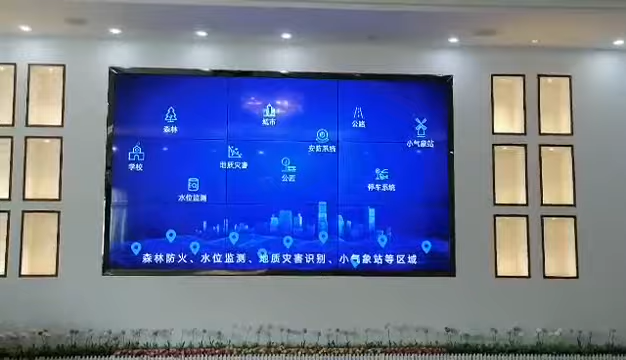 森林
城市
公路
安防系统
小气象站
学校
地质灾害
公园
停车系统
水位监测
森林防火、水位监测、地质灾害识别、小气象站等区域